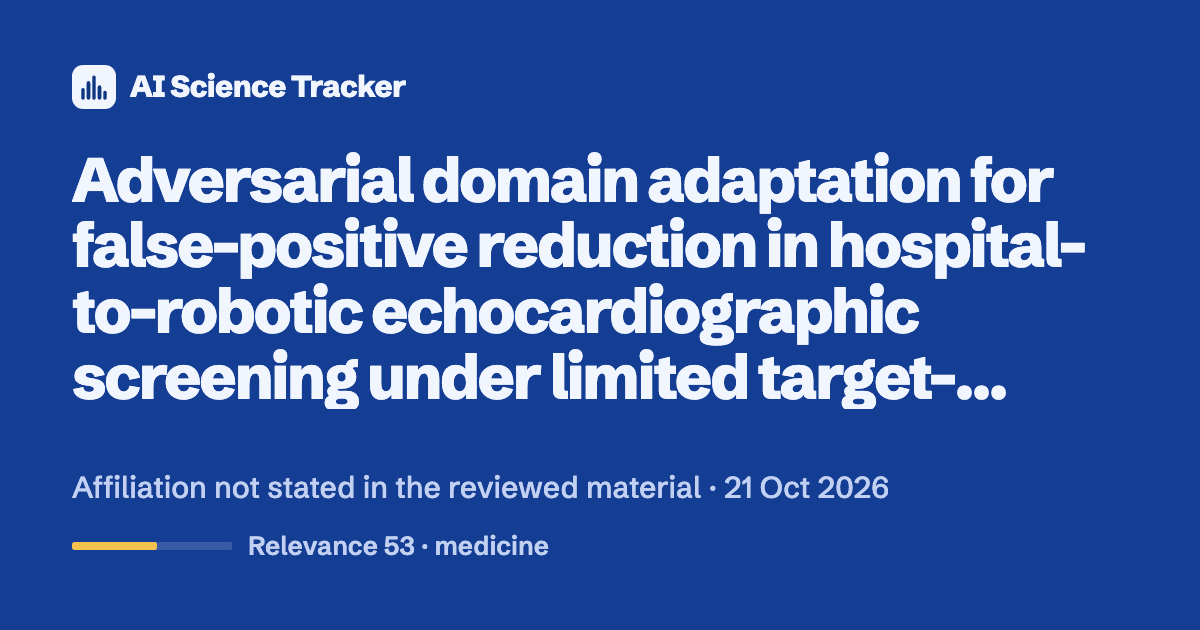 AI Science Tracker
Adversarial domain adaptation for
false-positive reduction in hospital-
to-robotic echocardiographic
screening under limited target-...
Affiliation not stated in the reviewed material · 21 Oct 2026
Relevance 53 · medicine